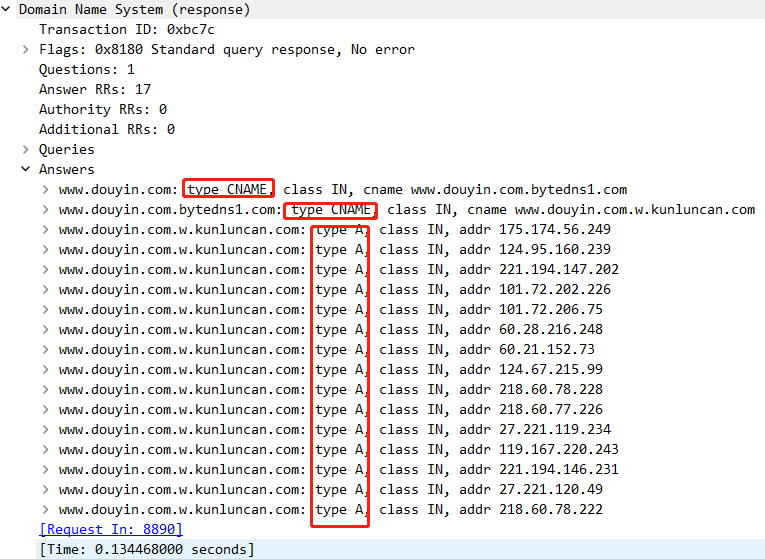 Domain Name System (response)
Transaction ID: 0xbc7c
Flags: 0x8180 Standard query response, No error
Questions: 1
Answer RRs: 17
Authority RRs: 0
Additional RRs: 0
Queries
Answers
www.douyin.com: type CNAME, class IN, cname www.douyin.com.bytedns1.com
www.douyin.com.bytedns1.com: type CNAME, class IN, cname www.douyin.com.w.kunluncan.com
www.douyin.com.w.kunluncan.com: type A, class IN, addr 175.174.56.249
www.douyin.com.w.kunluncan.com: type A, class IN, addr 124.95.160.239
www.douyin.com.w.kunluncan.com: type A, class IN, addr 221.194.147.202
www.douyin.com.w.kunluncan.com: type A, class IN, addr 101.72.202.226
www.douyin.com.w.kunluncan.com: type A, class IN, addr 101.72.206.75
www.douyin.com.w.kunluncan.com: type A, class IN, addr 60.28.216.248
www.douyin.com.w.kunluncan.com: type A, class IN, addr 60.21.152.73
www.douyin.com.w.kunluncan.com: type A, class IN, addr 124.67.215.99
www.douyin.com.w.kunluncan.com: type A, class IN, addr 218.60.78.228
www.douyin.com.w.kunluncan.com: type A, class IN, addr 218.60.77.226
www.douyin.com.w.kunluncan.com: type A, class IN, addr 27.221.119.234
www.douyin.com.w.kunluncan.com: type A, class IN, addr 119.167.220.243
www.douyin.com.w.kunluncan.com: type A, class IN, addr 221.194.146.231
www.douyin.com.w.kunluncan.com: type A, class IN, addr 27.221.120.49
www.douyin.com.w.kunluncan.com: type A, class IN, addr 218.60.78.222
[Request In: 8890]
[Time: 0.134468000 seconds]